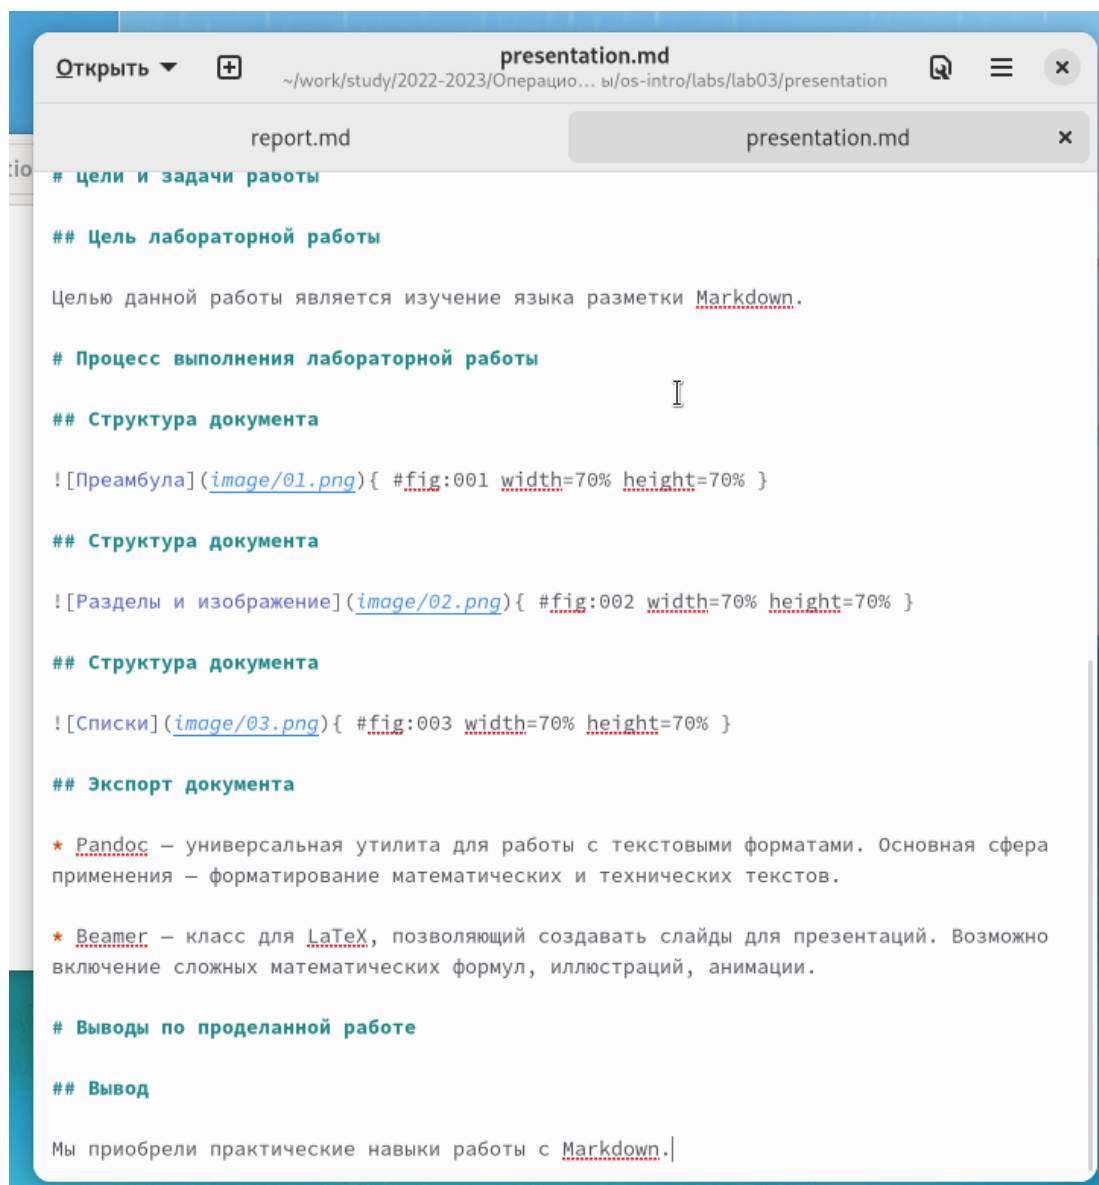 Открыть
presentation.md
~/work/study/2022-2023/Операцио… ы/os-intro/labs/lab03/presentation
report.md
presentation.md
# Цели и задачи работы
## Цель лабораторной работы
Целью данной работы является изучение языка разметки Markdown.
# Процесс выполнения лабораторной работы
## Структура документа
![Преамбула](image/01.png){ #fig:001 width=70% height=70% }
## Структура документа
![Разделы и изображение](image/02.png){ #fig:002 width=70% height=70% }
## Структура документа
![Списки](image/03.png){ #fig:003 width=70% height=70% }
## Экспорт документа
* Pandoc — универсальная утилита для работы с текстовыми форматами. Основная сфера
применения — форматирование математических и технических текстов.
* Beamer — класс для LaTeX, позволяющий создавать слайды для презентаций. Возможно
включение сложных математических формул, иллюстраций, анимации.
# Выводы по проделанной работе
## Вывод
Мы приобрели практические навыки работы с Markdown.